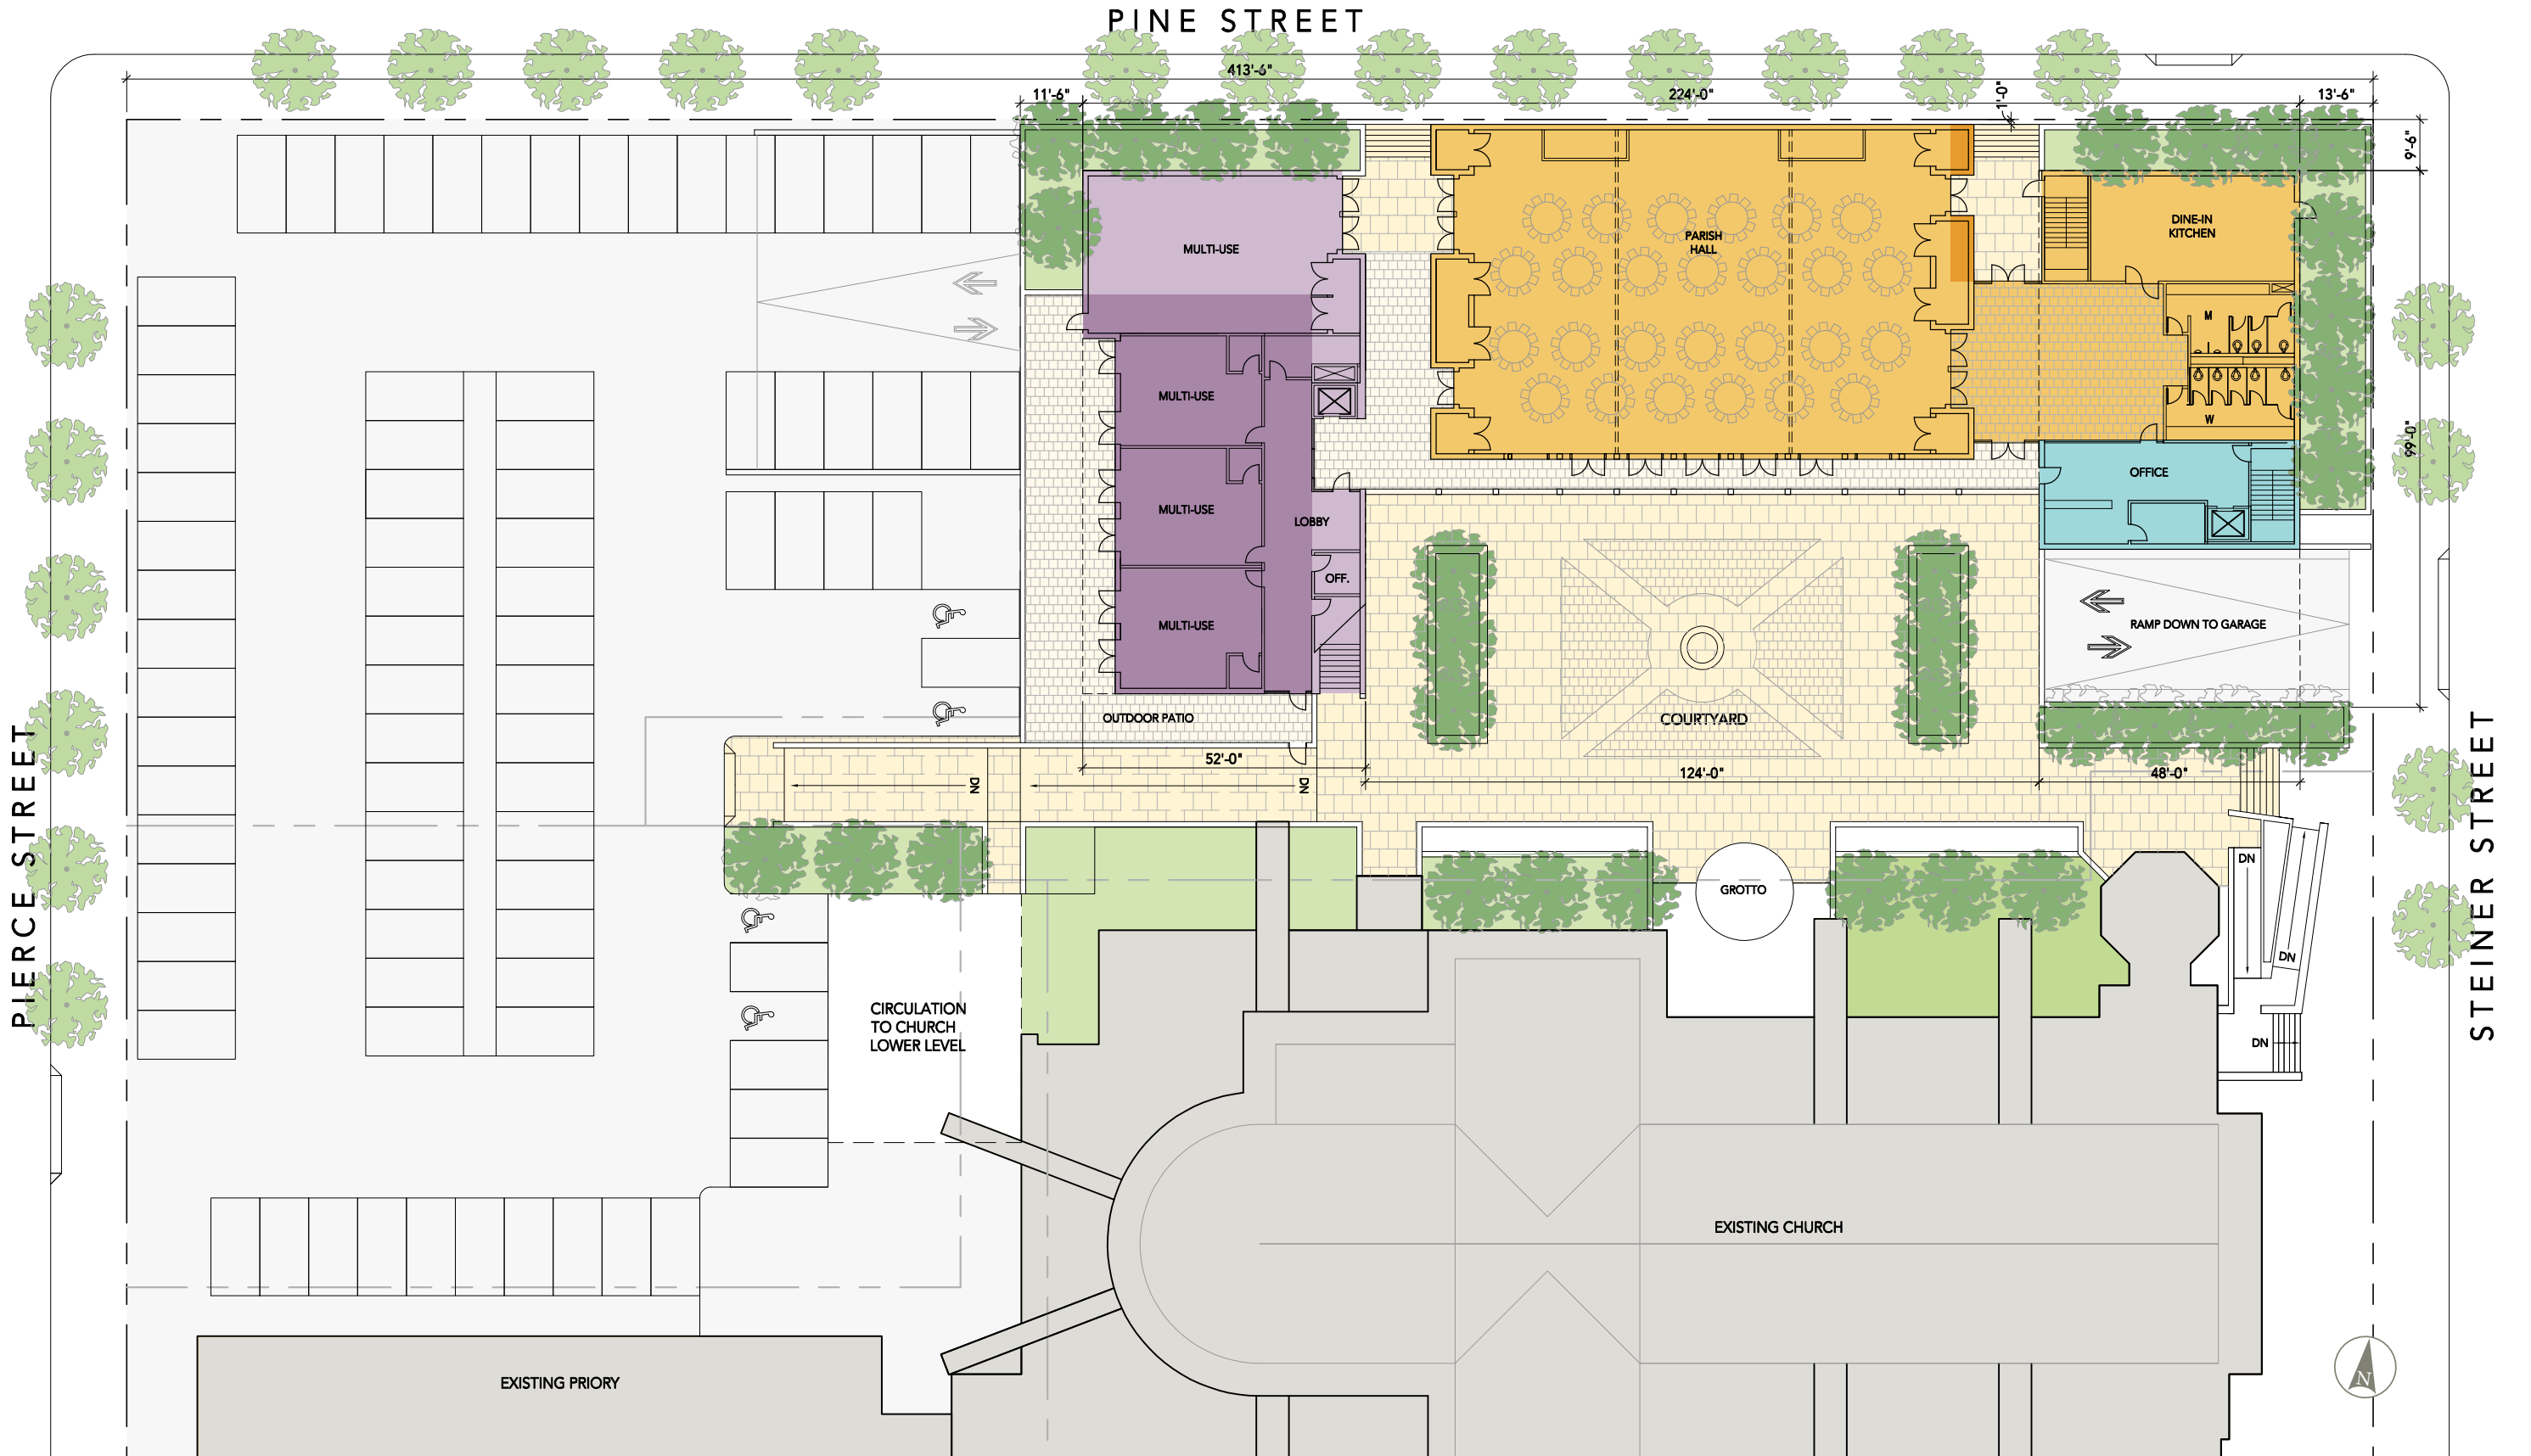 PINE STREET
413'-6"
11'-6"
224'-0"
1'-0"
13'-6"
9'-6"
MULTI-USE
PARISH
HALL
DINE-IN
KITCHEN
M
MULTI-USE
W
99'-0"
OFFICE
MULTI-USE
LOBBY
OFF.
MULTI-USE
RAMP DOWN TO GARAGE
OUTDOOR PATIO
COURTYARD
52'-0"
124'-0"
48'-0"
DN
DN
PIERCE STREET
STEINER STREET
GROTTO
DN
DN
DN
CIRCULATION
TO CHURCH
LOWER LEVEL
EXISTING CHURCH
EXISTING PRIORY
N